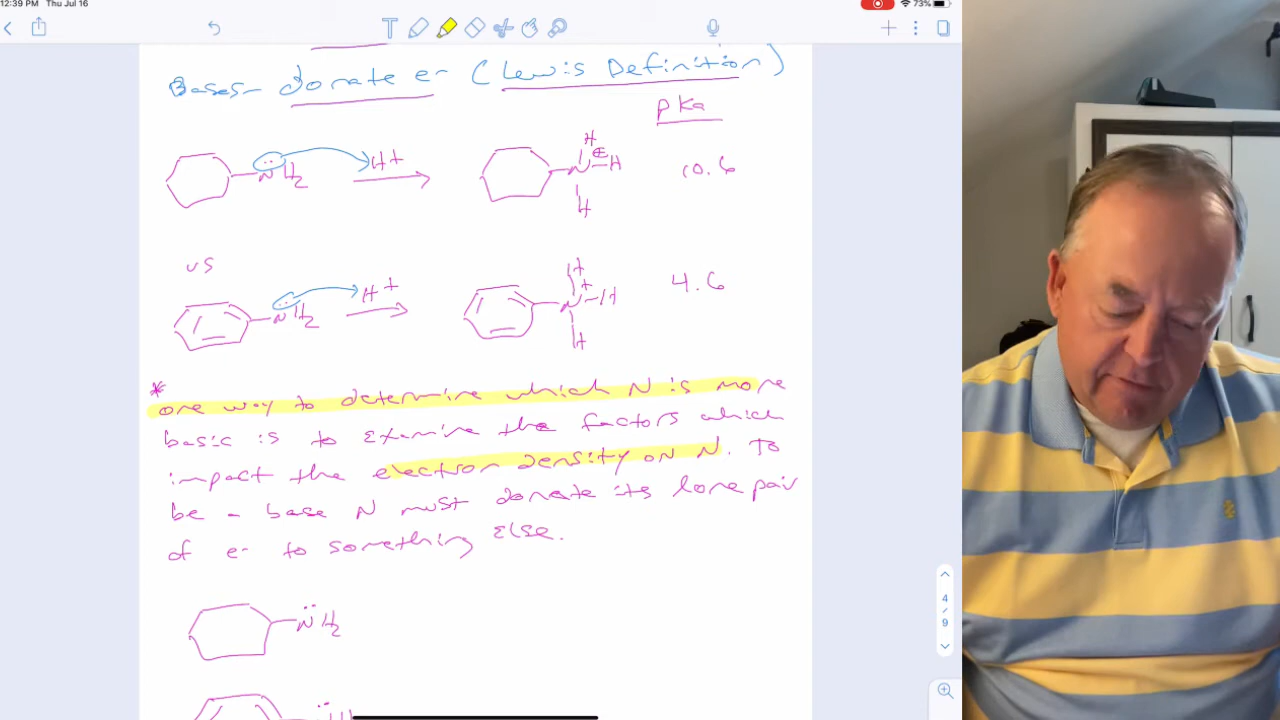 12:39 PM Thu Jul 16
73%
Bases- donate e- (Lewis Definition)
pKa
NH2 H+ H N ⊕ H H 10.6
vs
NH2 H+ H N + H H 4.6
*
one way to determine which N is more
basic is to examine the factors which
impact the electron density on N. To
be a base N must donate its lone pair
of e- to something else.
NH2
4 / 9